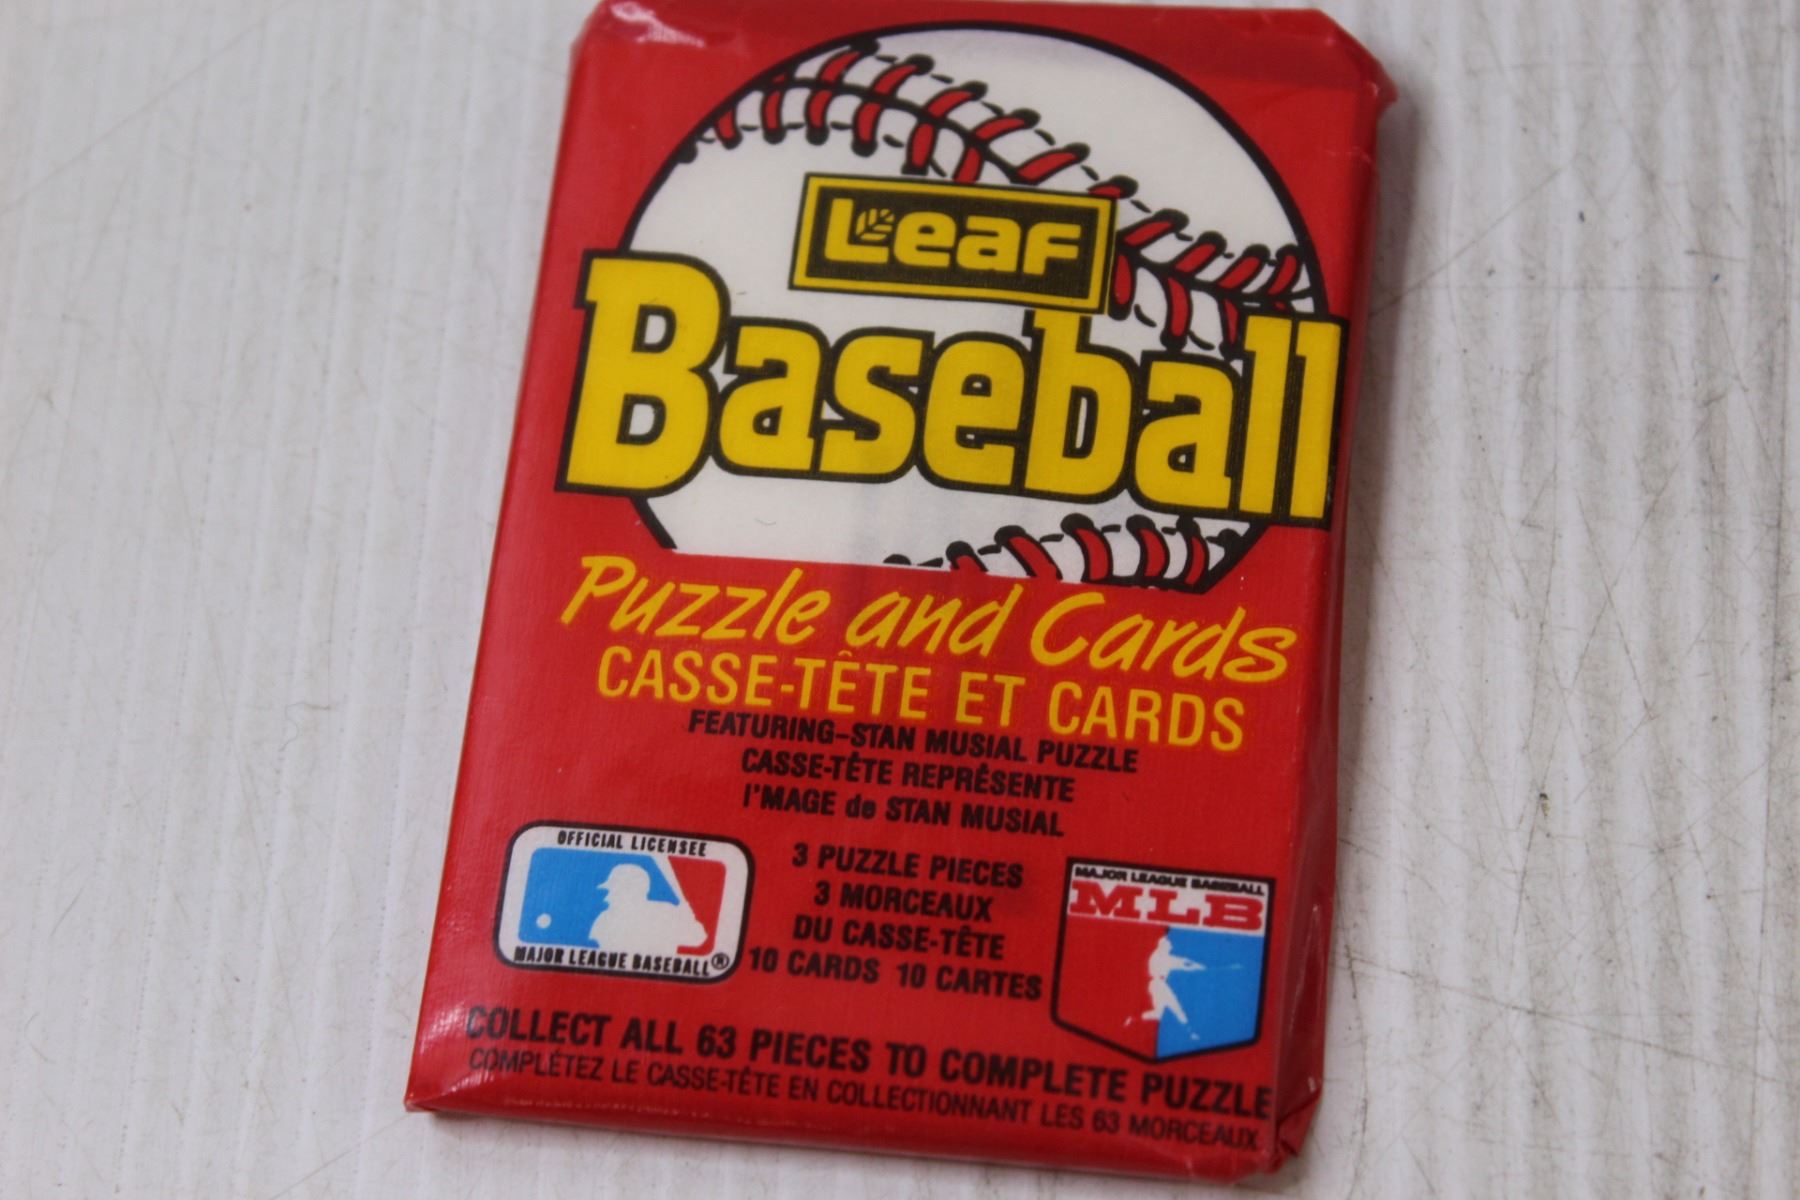 Leaf
Baseball
Puzzle and Cards
CASSE-TÊTE ET CARDS
FEATURING-STAN MUSIAL PUZZLE
CASSE-TÊTE REPRÉSENTE
l'MAGE de STAN MUSIAL
OFFICIAL LICENSEE
MAJOR LEAGUE BASEBALL®
3 PUZZLE PIECES
3 MORCEAUX
DU CASSE-TÊTE
10 CARDS 10 CARTES
MAJOR LEAGUE BASEBALL
MLB
COLLECT ALL 63 PIECES TO COMPLETE PUZZLE
COMPLÉTEZ LE CASSE-TÊTE EN COLLECTIONNANT LES 63 MORCEAUX